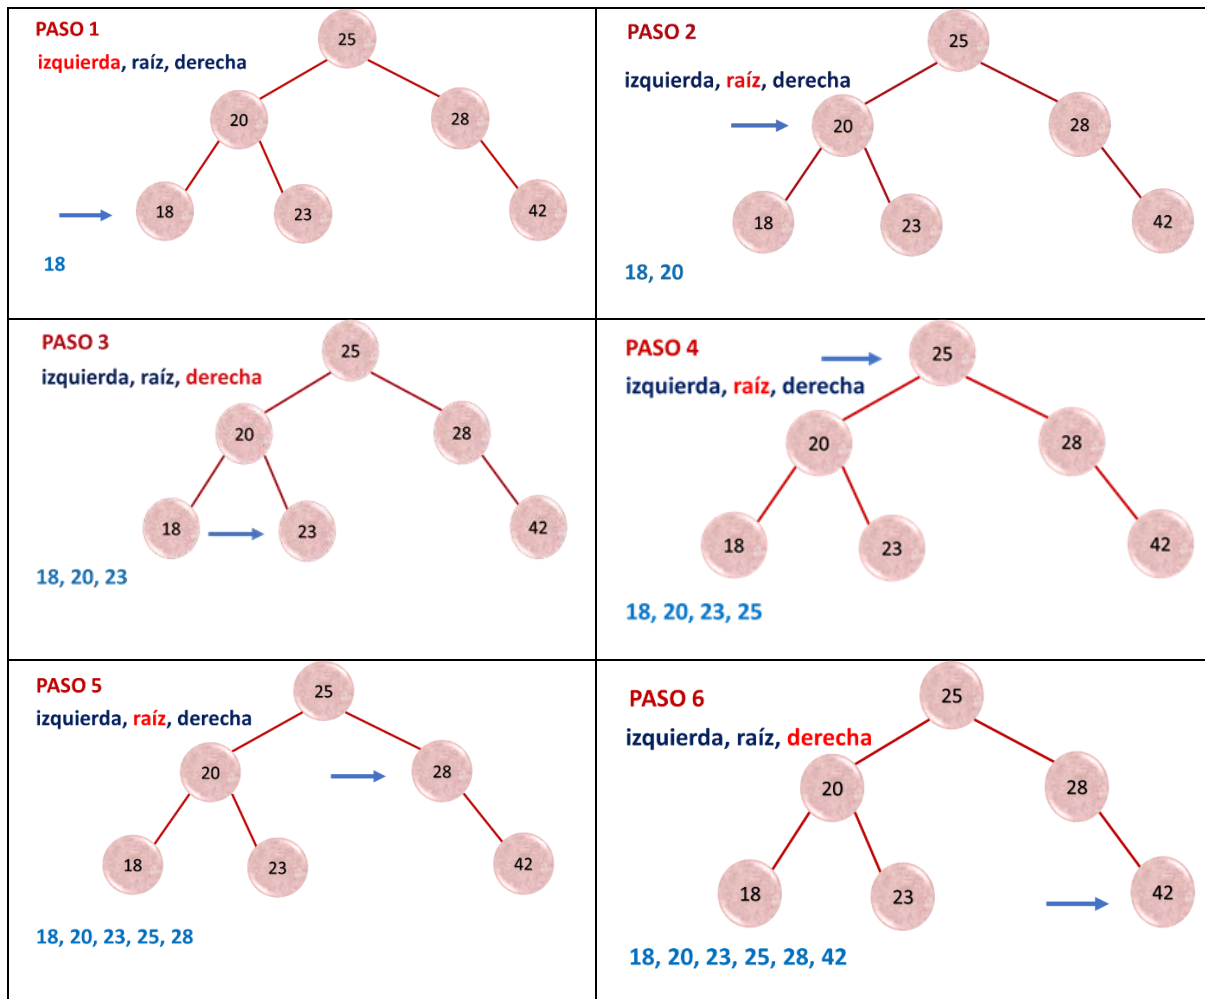 PASO 1
izquierda, raíz, derecha
25
20
28
18
23
42
18
PASO 2
izquierda, raíz, derecha
25
20
28
18
23
42
18, 20
PASO 3
izquierda, raíz, derecha
25
20
28
18
23
42
18, 20, 23
PASO 4
izquierda, raíz, derecha
25
20
28
18
23
42
18, 20, 23, 25
PASO 5
izquierda, raíz, derecha
25
20
28
18
23
42
18, 20, 23, 25, 28
PASO 6
izquierda, raíz, derecha
25
20
28
18
23
42
18, 20, 23, 25, 28, 42